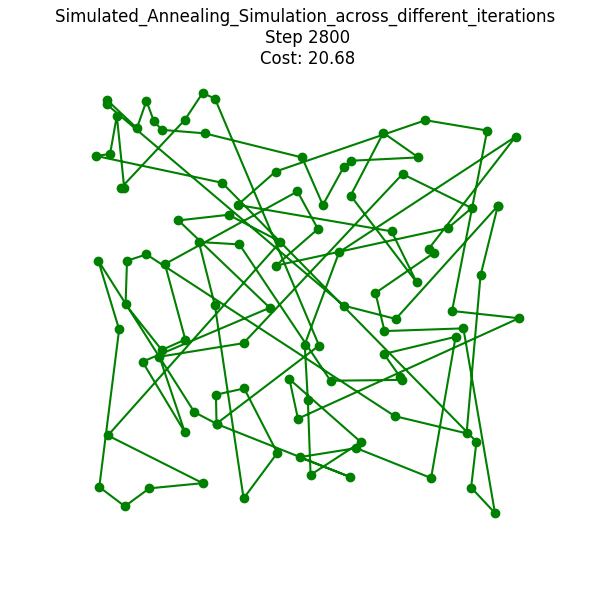 Simulated_Annealing_Simulation_across_different_iterations
Step 2800
Cost: 20.68